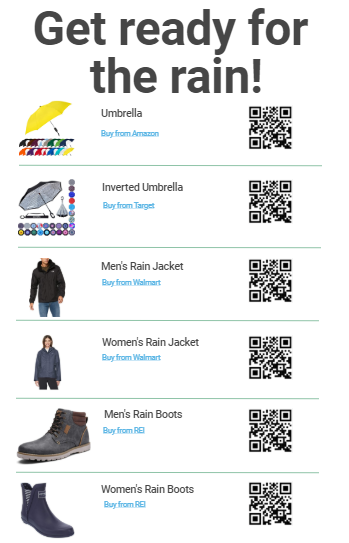 Get ready for
the rain!
Umbrella
Buy from Amazon
Inverted Umbrella
Buy from Target
Men's Rain Jacket
Buy from Walmart
Women's Rain Jacket
Buy from Walmart
Men's Rain Boots
Buy from REI
Women's Rain Boots
Buy from REI